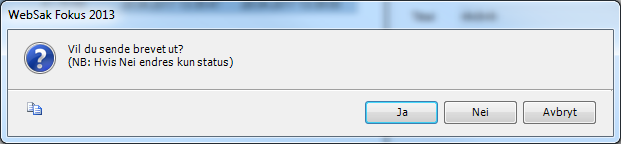 WebSak Fokus 2013
Vil du sende brevet ut?
(NB: Hvis Nei endres kun status)
Ja
Nei
Avbryt